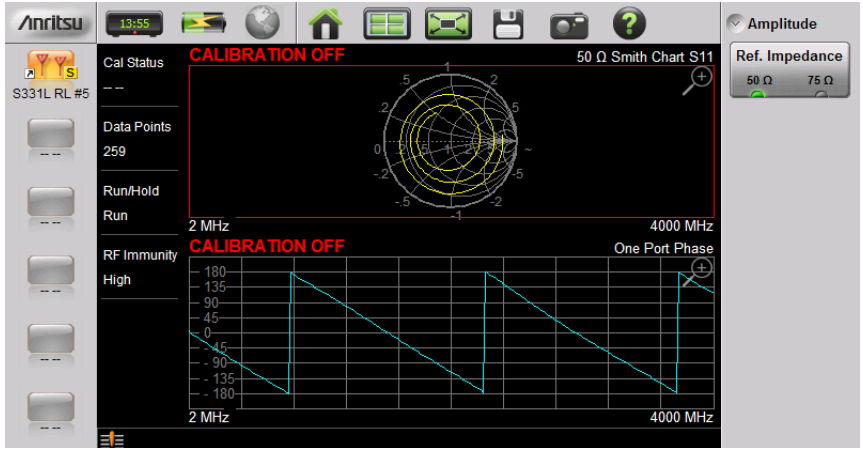 Anritsu
13:55
?
Amplitude
Ref. Impedance
50 Ω 75 Ω
S
S331L RL #5
-- --
-- --
-- --
-- --
-- --
Cal Status
-- --
Data Points
259
Run/Hold
Run
RF Immunity
High
CALIBRATION OFF
50 Ω Smith Chart S11
1
.5 2
.2 5
0 .2 .5 1 2 5 ~
-.2 -5
-.5 -2
-1
2 MHz 4000 MHz
CALIBRATION OFF
One Port Phase
180
135
90
45
0
- 45
- 90
- 135
- 180
2 MHz 4000 MHz